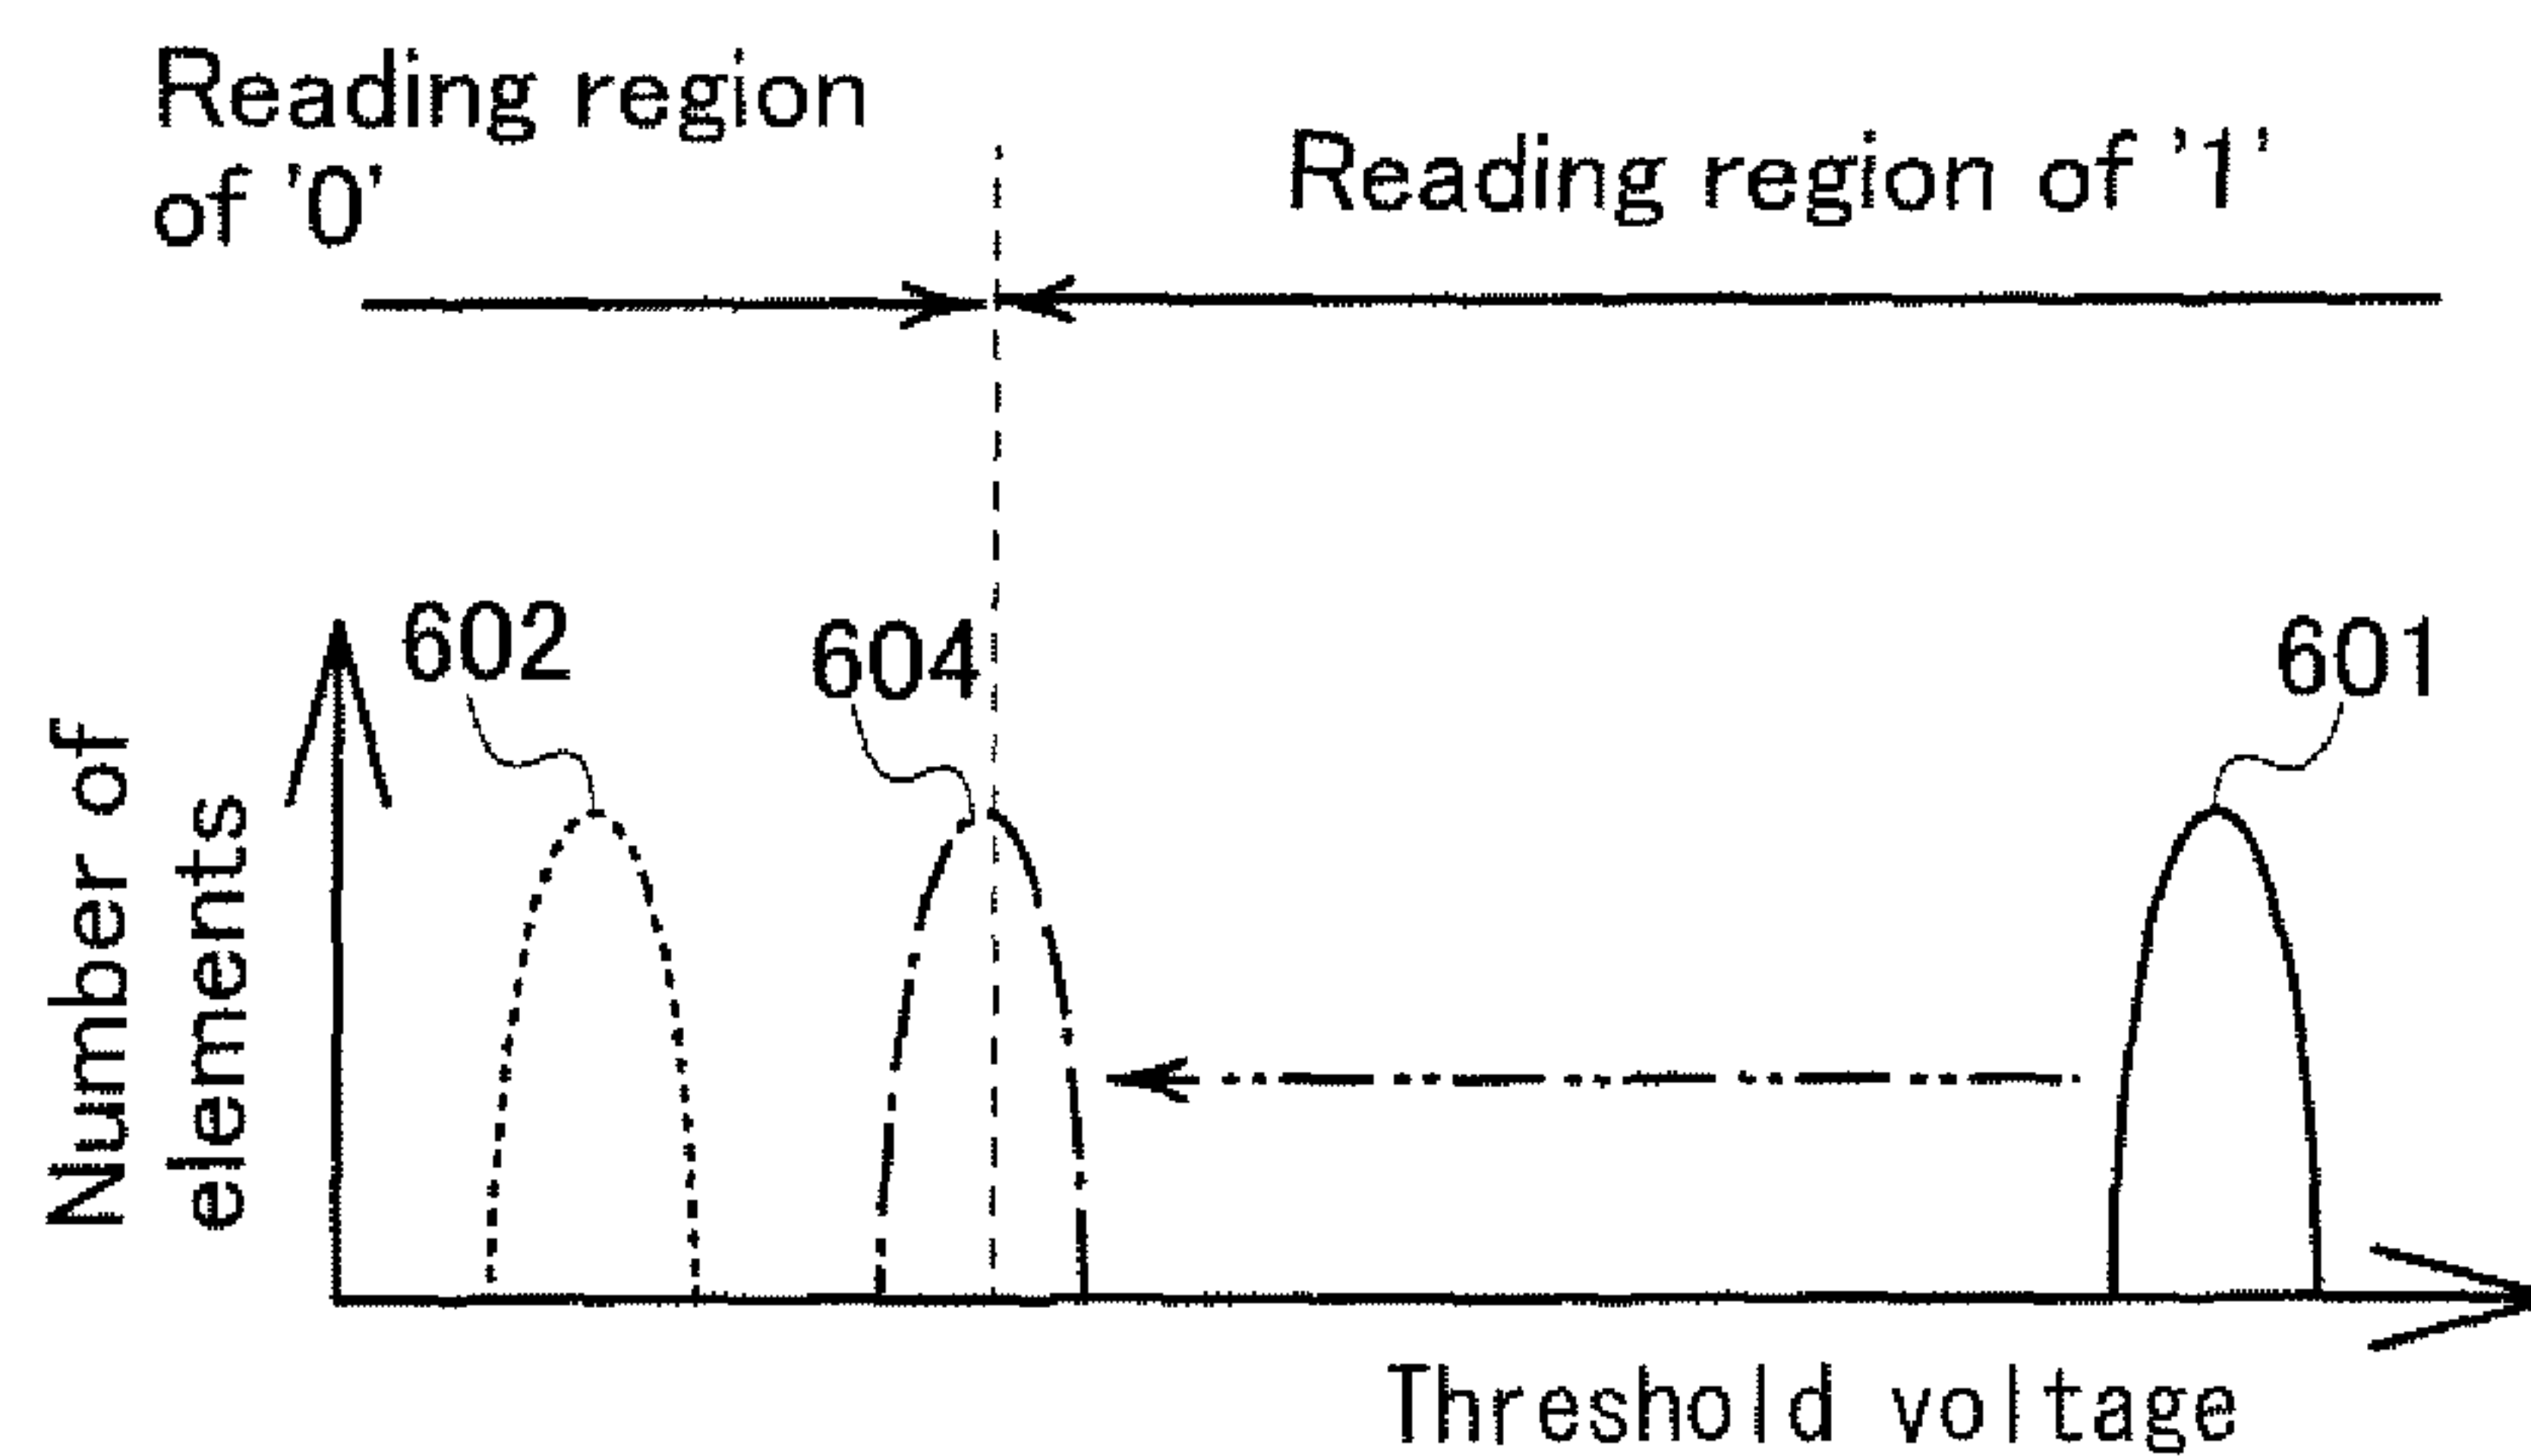 Reading region
of '0'
Reading region of '1'
602
604
601
Number of
elements
Threshold voltage